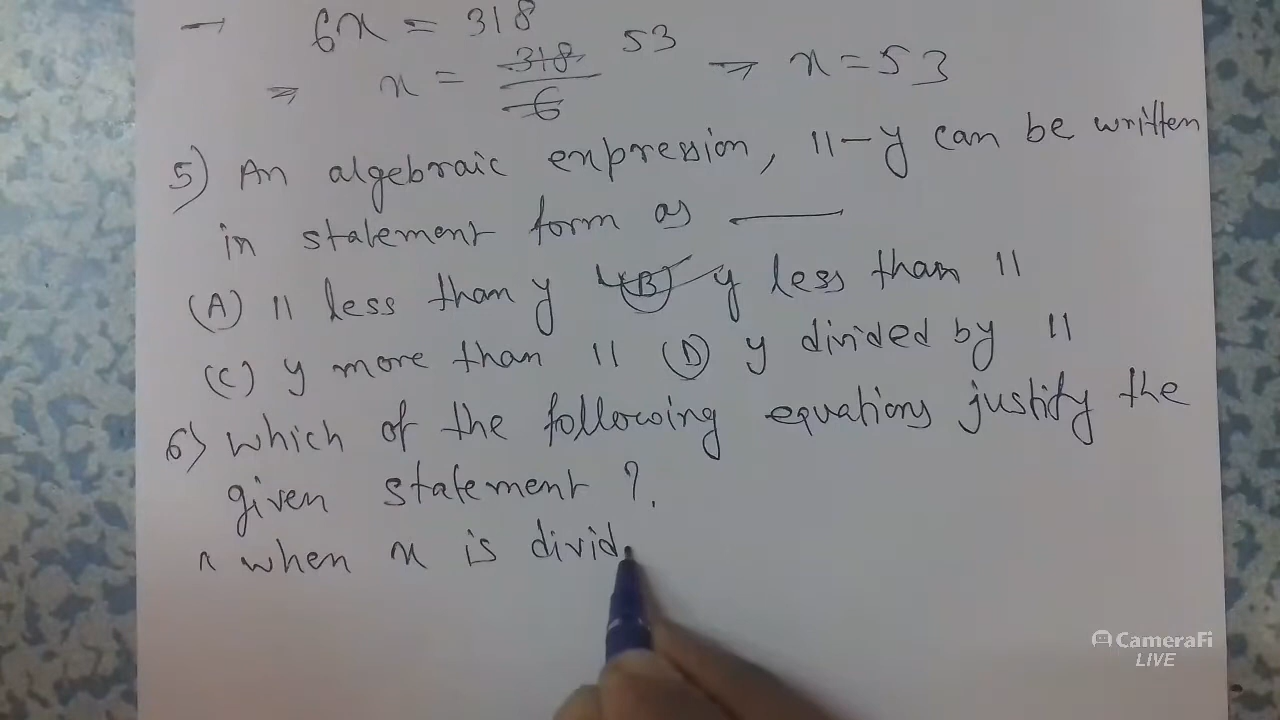 → 6x = 318
⇒ x = 318/6 53 ⇒ x = 53
5) An algebraic expression, 11-y can be written
in statement form as ____
(A) 11 less than y (B) y less than 11
(C) y more than 11 (D) y divided by 11
6) Which of the following equations justify the
given statement ?.
" when x is divid
CameraFi
LIVE